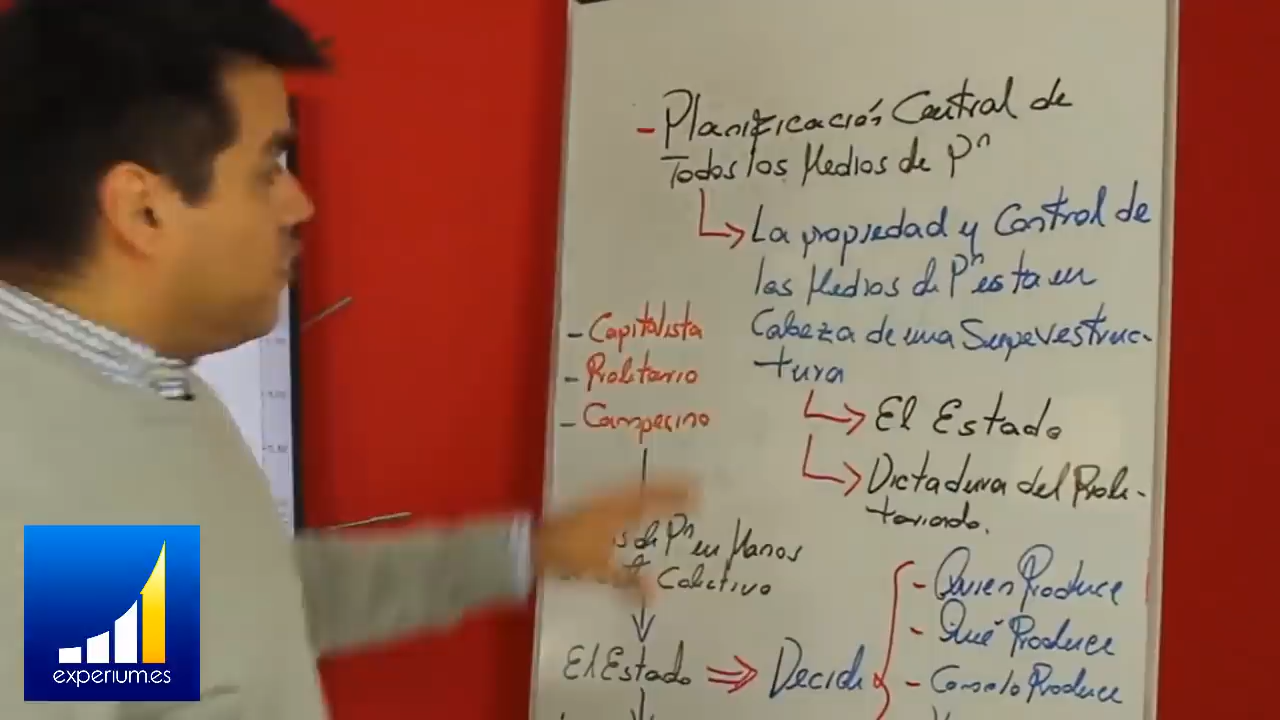 - Planificación Central de
Todos los Medios de Pⁿ
La propiedad y Control de
los Medios de Pⁿ esta en
Cabeza de una Superestruc-
tura
- Capitalista
- Proletario
- Campecino
El Estado
Dictadura del Prole-
tariado.
de Pⁿ en Manos
Colectivo
El Estado ⇒ Decide
- Quien Produce
- Qué Produce
- Como lo Produce
experium.es